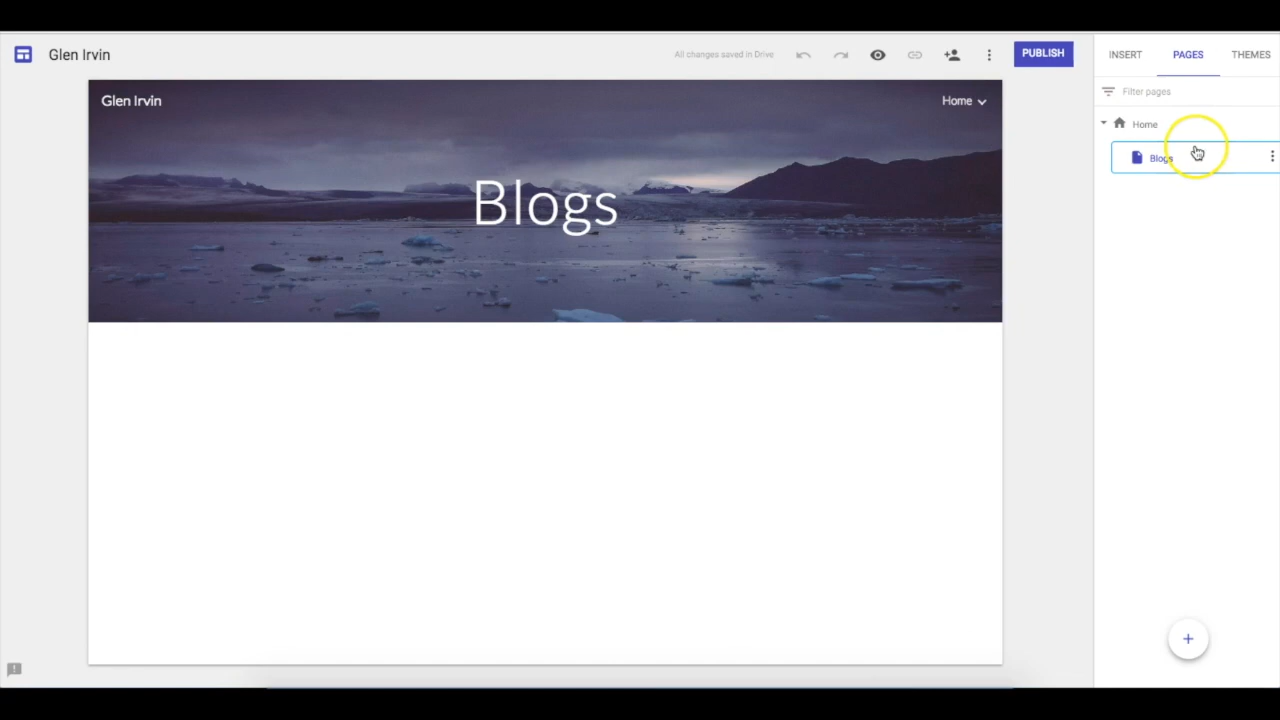 Glen Irvin
All changes saved in Drive
PUBLISH
INSERT PAGES THEMES
Filter pages
Home
Blogs
Glen Irvin
Home
Blogs